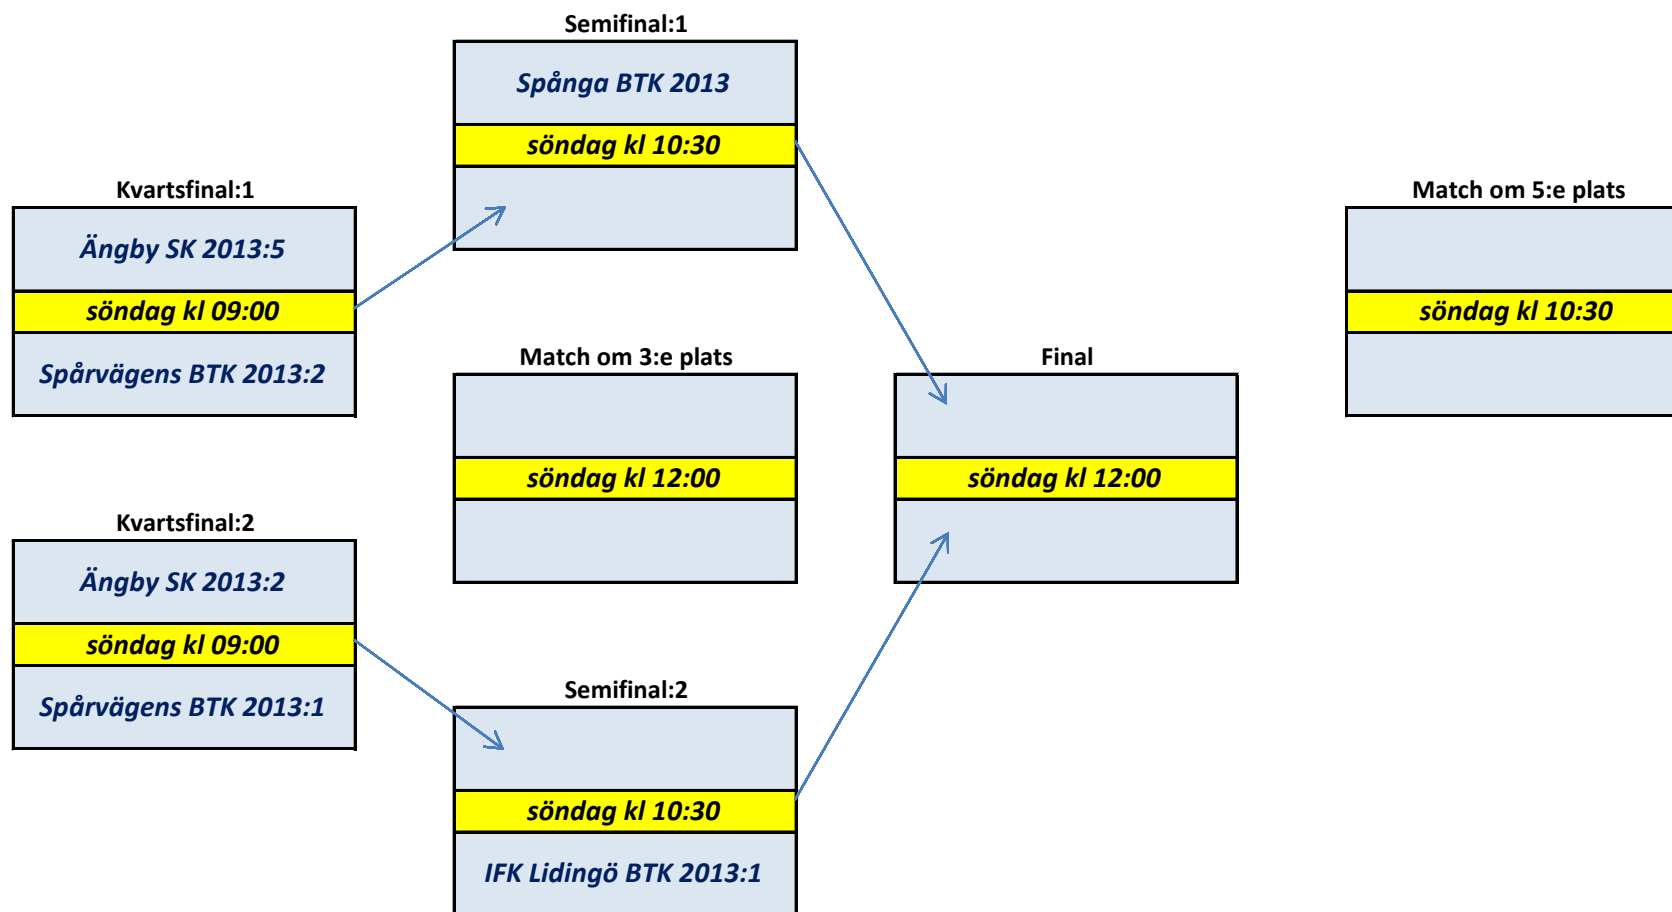 Semifinal:1
Spånga BTK 2013
söndag kl 10:30
Kvartsfinal:1
Ängby SK 2013:5
söndag kl 09:00
Spårvägens BTK 2013:2
Match om 5:e plats
söndag kl 10:30
Match om 3:e plats
söndag kl 12:00
Final
söndag kl 12:00
Kvartsfinal:2
Ängby SK 2013:2
söndag kl 09:00
Spårvägens BTK 2013:1
Semifinal:2
söndag kl 10:30
IFK Lidingö BTK 2013:1